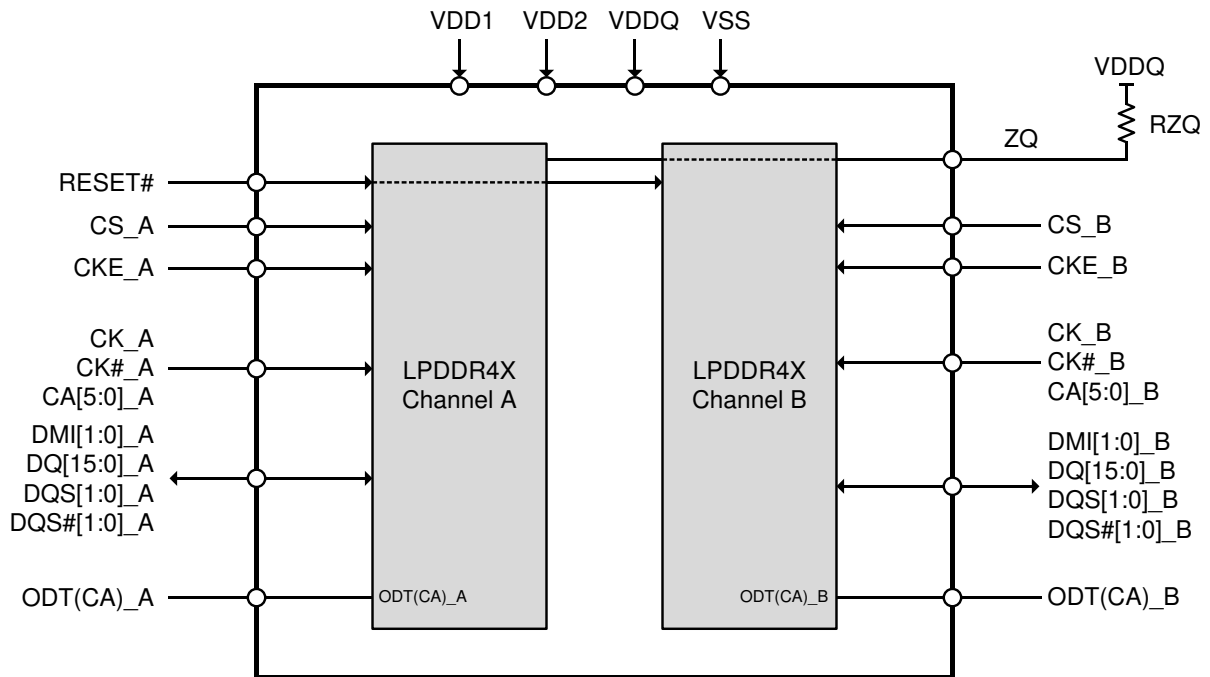 VDD1 VDD2 VDDQ VSS
VDDQ
RZQ
ZQ
RESET#
CS_A
CKE_A
CK_A
CK#_A
CA[5:0]_A
DMI[1:0]_A
DQ[15:0]_A
DQS[1:0]_A
DQS#[1:0]_A
ODT(CA)_A
LPDDR4X
Channel A
ODT(CA)_A
LPDDR4X
Channel B
ODT(CA)_B
CS_B
CKE_B
CK_B
CK#_B
CA[5:0]_B
DMI[1:0]_B
DQ[15:0]_B
DQS[1:0]_B
DQS#[1:0]_B
ODT(CA)_B